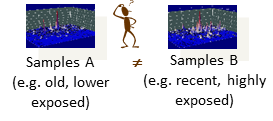 Samples A
(e.g. old, lower
exposed)
≠
Samples B
(e.g. recent, highly
exposed)